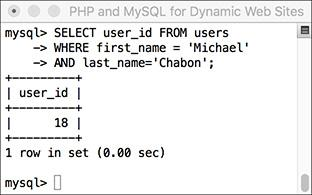 PHP and MySQL for Dynamic Web Sites
mysql> SELECT user_id FROM users
    -> WHERE first_name = 'Michael'
    -> AND last_name='Chabon';
+---------+
| user_id |
+---------+
|      18 |
+---------+
1 row in set (0.00 sec)
mysql>